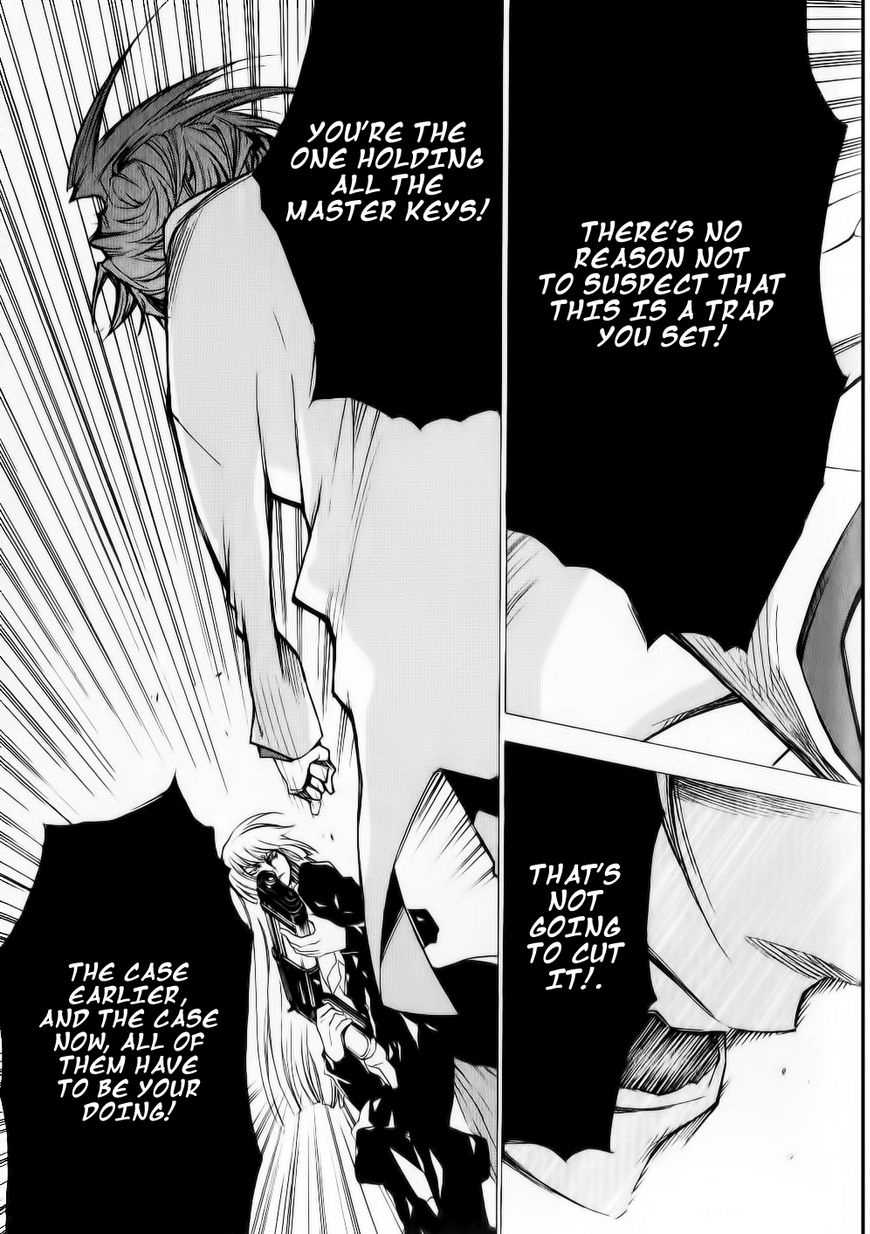 THERE'S NO
REASON NOT
TO SUSPECT THAT
THIS IS A TRAP
YOU SET!
THAT'S
NOT
GOING
TO CUT
IT!.
YOU'RE THE
ONE HOLDING
ALL THE
MASTER KEYS!
THE CASE
EARLIER,
AND THE CASE
NOW, ALL OF
THEM HAVE
TO BE YOUR
DOING!